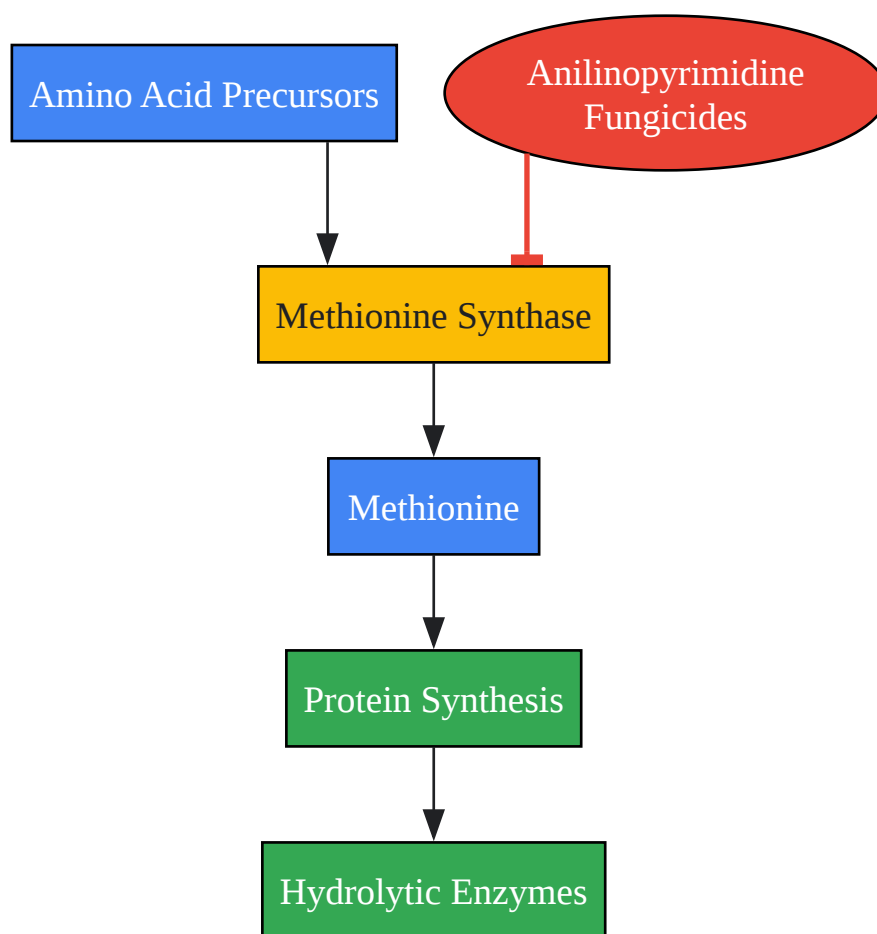 Amino Acid Precursors
Anilinopyrimidine
Fungicides
Methionine Synthase
Methionine
Protein Synthesis
Hydrolytic Enzymes